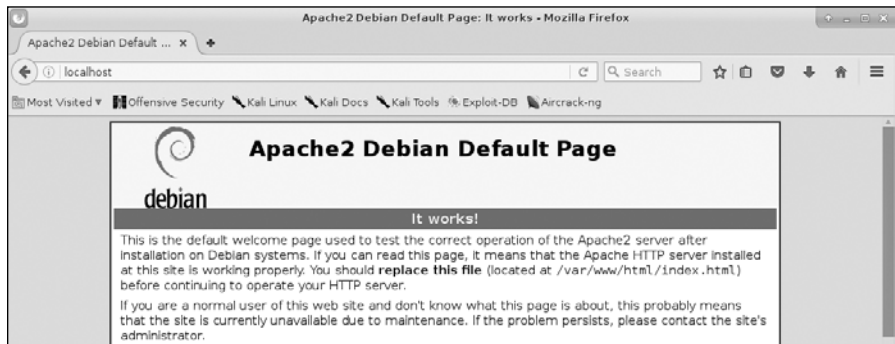 Apache2 Debian Default Page: It works - Mozilla Firefox
Apache2 Debian Default ...
localhost
Search
Most Visited
Offensive Security
Kali Linux
Kali Docs
Kali Tools
Exploit-DB
Aircrack-ng
debian
Apache2 Debian Default Page
It works!
This is the default welcome page used to test the correct operation of the Apache2 server after
installation on Debian systems. If you can read this page, it means that the Apache HTTP server installed
at this site is working properly. You should replace this file (located at /var/www/html/index.html)
before continuing to operate your HTTP server.
If you are a normal user of this web site and don't know what this page is about, this probably means
that the site is currently unavailable due to maintenance. If the problem persists, please contact the site's
administrator.